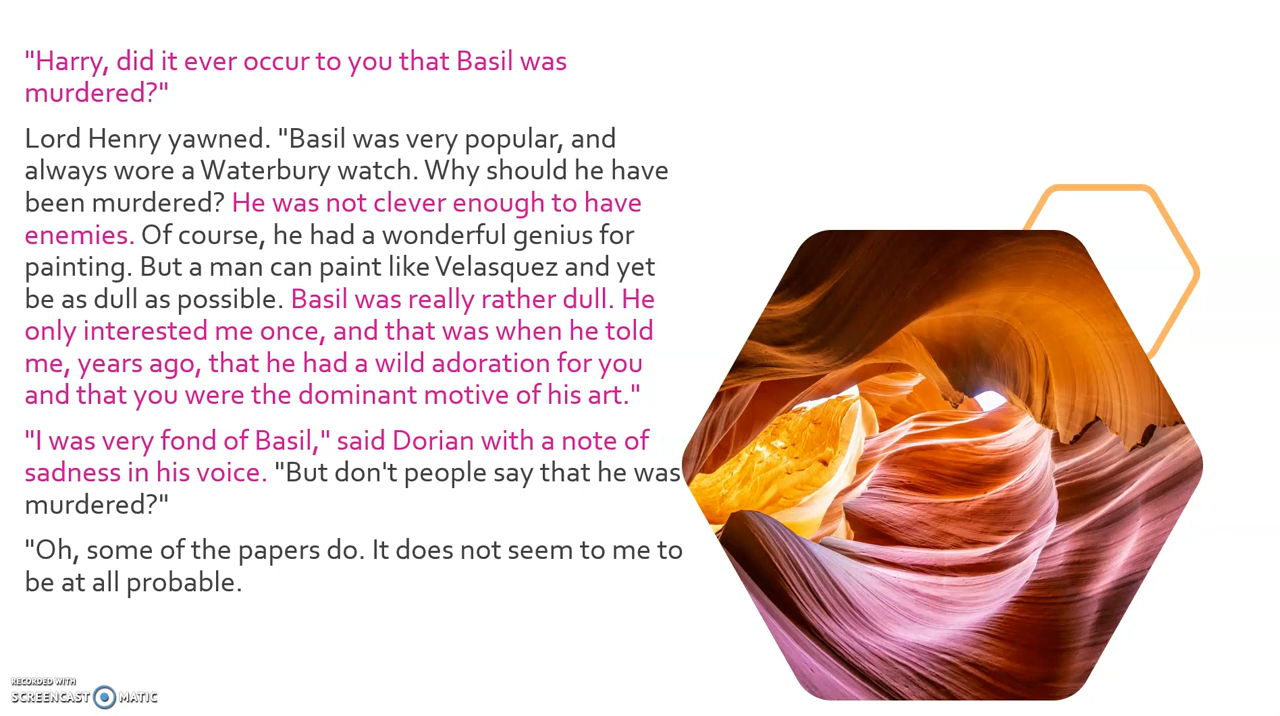 "Harry, did it ever occur to you that Basil was
murdered?"
Lord Henry yawned. "Basil was very popular, and
always wore a Waterbury watch. Why should he have
been murdered? He was not clever enough to have
enemies. Of course, he had a wonderful genius for
painting. But a man can paint like Velasquez and yet
be as dull as possible. Basil was really rather dull. He
only interested me once, and that was when he told
me, years ago, that he had a wild adoration for you
and that you were the dominant motive of his art."
"I was very fond of Basil," said Dorian with a note of
sadness in his voice. "But don't people say that he was
murdered?"
"Oh, some of the papers do. It does not seem to me to
be at all probable.
RECORDED WITH
SCREENCAST MATIC